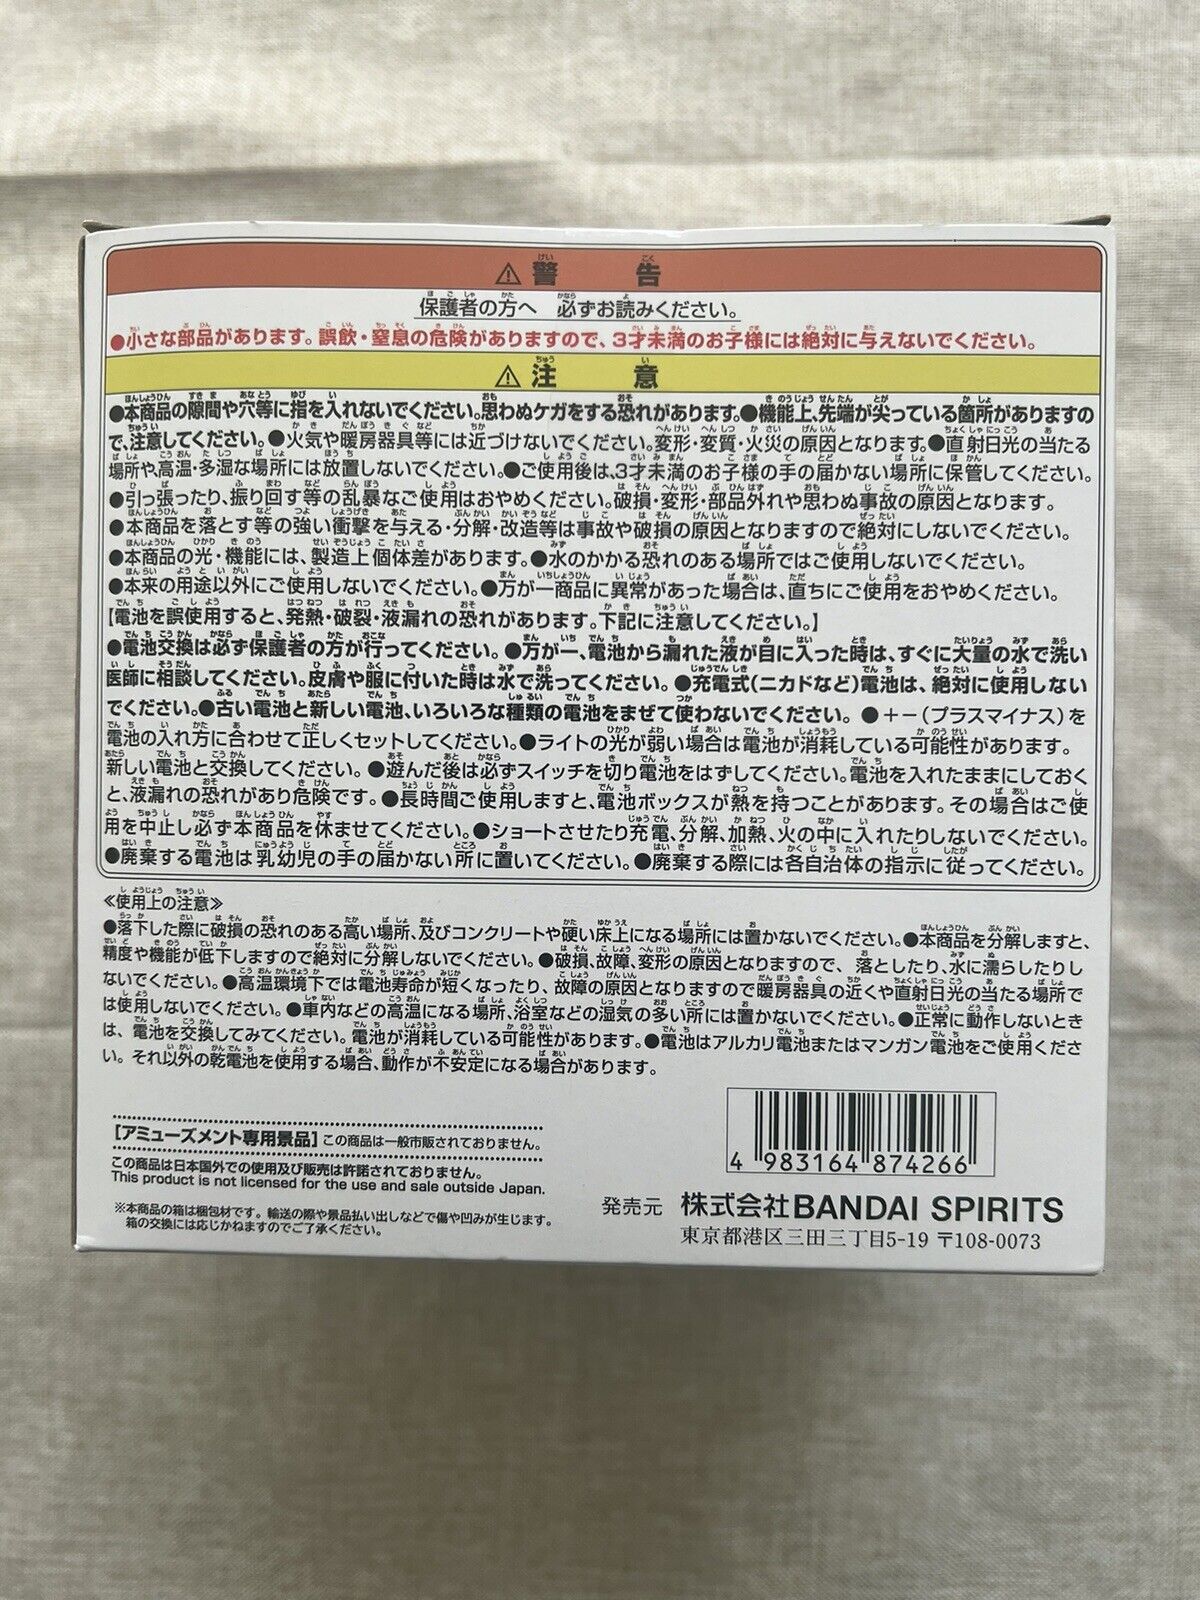 ⚠警告
保護者の方へ 必ずお読みください。
●小さな部品があります。誤飲・窒息の危険がありますので、3才未満のお子様には絶対に与えないでください。
⚠注意
●本商品の隙間や穴等に指を入れないでください。思わぬケガをする恐れがあります。●機能上、先端が尖っている箇所がありますの
で、注意してください。●火気や暖房器具等には近づけないでください。変形・変質・火災の原因となります。●直射日光の当たる
場所や高温・多湿な場所には放置しないでください。●ご使用後は、3才未満のお子様の手の届かない場所に保管してください。
●引っ張ったり、振り回す等の乱暴なご使用はおやめください。破損・変形・部品外れや思わぬ事故の原因となります。
●本商品を落とす等の強い衝撃を与える・分解・改造等は事故や破損の原因となりますので絶対にしないでください。
●本商品の光・機能には、製造上個体差があります。●水のかかる恐れのある場所ではご使用しないでください。
●本来の用途以外にご使用しないでください。●万が一商品に異常があった場合は、直ちにご使用をおやめください。
【電池を誤使用すると、発熱・破裂・液漏れの恐れがあります。下記に注意してください。】
●電池交換は必ず保護者の方が行ってください。●万が一、電池から漏れた液が目に入った時は、すぐに大量の水で洗い
医師に相談してください。皮膚や服に付いた時は水で洗ってください。●充電式(ニカドなど)電池は、絶対に使用しない
でください。●古い電池と新しい電池、いろいろな種類の電池をまぜて使わないでください。●＋－(プラスマイナス)を
電池の入れ方に合わせて正しくセットしてください。●ライトの光が弱い場合は電池が消耗している可能性があります。
新しい電池と交換してください。●遊んだ後は必ずスイッチを切り電池をはずしてください。電池を入れたままにしておく
と、液漏れの恐れがあり危険です。●長時間ご使用しますと、電池ボックスが熱を持つことがあります。その場合はご使
用を中止し必ず本商品を休ませてください。●ショートさせたり充電、分解、加熱、火の中に入れたりしないでください。
●廃棄する電池は乳幼児の手の届かない所に置いてください。●廃棄する際には各自治体の指示に従ってください。
≪使用上の注意≫
●落下した際に破損の恐れのある高い場所、及びコンクリートや硬い床上になる場所には置かないでください。●本商品を分解しますと、
精度や機能が低下しますので絶対に分解しないでください。●破損、故障、変形の原因となりますので、落としたり、水に濡らしたりし
ないでください。●高温環境下では電池寿命が短くなったり、故障の原因となりますので暖房器具の近くや直射日光の当たる場所で
は使用しないでください。●車内などの高温になる場所、浴室などの湿気の多い所には置かないでください。●正常に動作しないとき
は、電池を交換してみてください。電池が消耗している可能性があります。●電池はアルカリ電池またはマンガン電池をご使用くださ
い。それ以外の乾電池を使用する場合、動作が不安定になる場合があります。
【アミューズメント専用景品】この商品は一般市販されておりません。
この商品は日本国外での使用及び販売は許諾されておりません。
This product is not licensed for the use and sale outside Japan.
※本商品の箱は梱包材です。輸送の際や景品払い出しなどで傷や凹みが生じます。
箱の交換には応じかねますのでご了承ください。
4 983164 874266
発売元 株式会社BANDAI SPIRITS
東京都港区三田三丁目5-19 〒108-0073